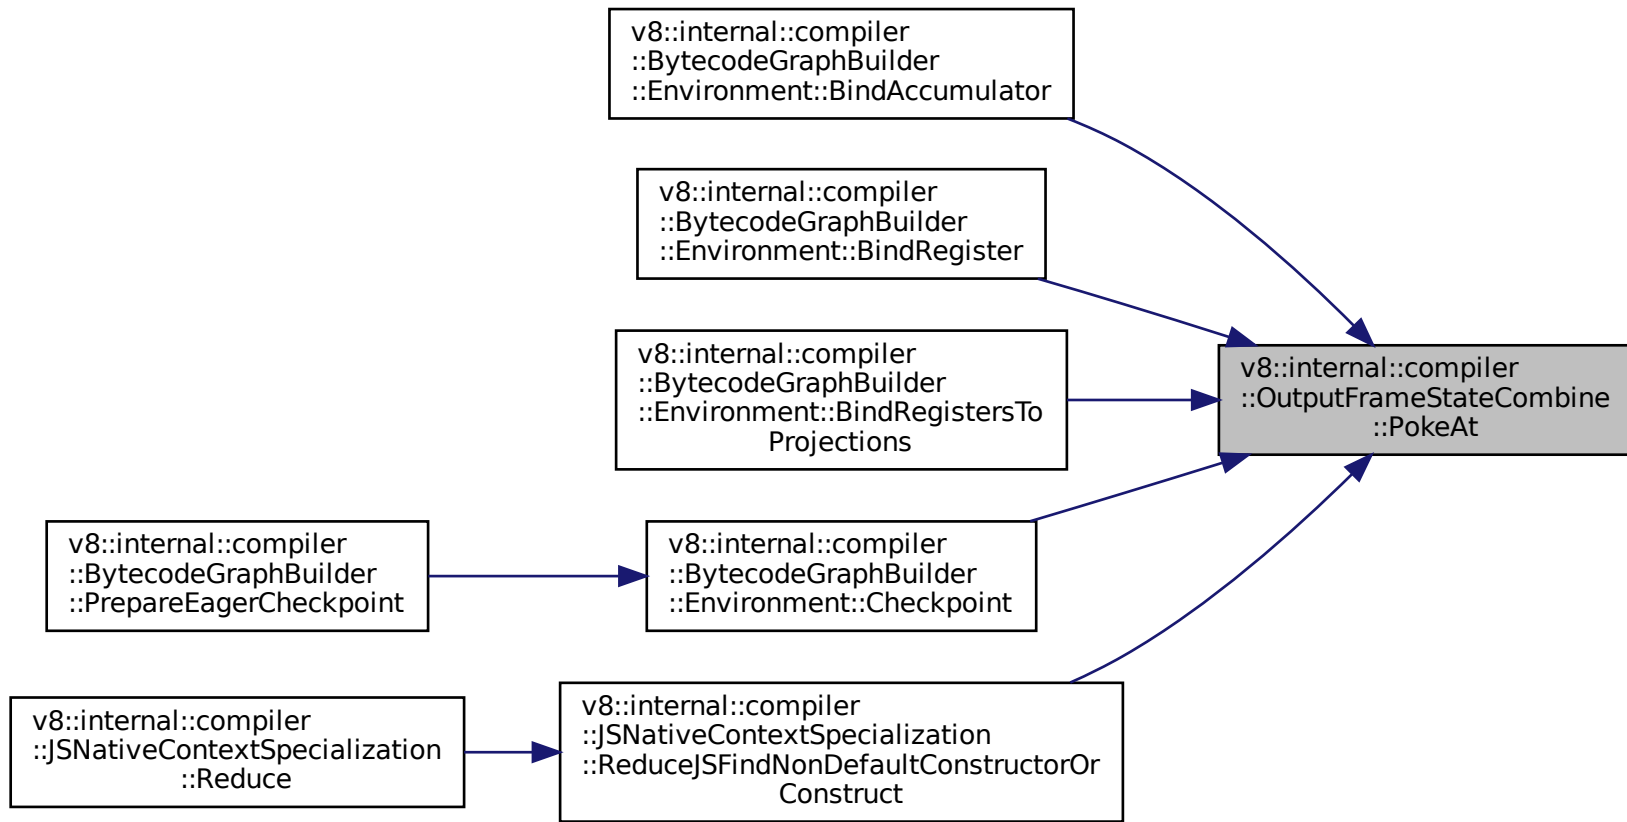 v8::internal::compiler
::BytecodeGraphBuilder
::Environment::BindAccumulator
v8::internal::compiler
::BytecodeGraphBuilder
::Environment::BindRegister
v8::internal::compiler
::BytecodeGraphBuilder
::Environment::BindRegistersTo
Projections
v8::internal::compiler
::OutputFrameStateCombine
::PokeAt
v8::internal::compiler
::BytecodeGraphBuilder
::PrepareEagerCheckpoint
v8::internal::compiler
::BytecodeGraphBuilder
::Environment::Checkpoint
v8::internal::compiler
::JSNativeContextSpecialization
::Reduce
v8::internal::compiler
::JSNativeContextSpecialization
::ReduceJSFindNonDefaultConstructorOr
Construct